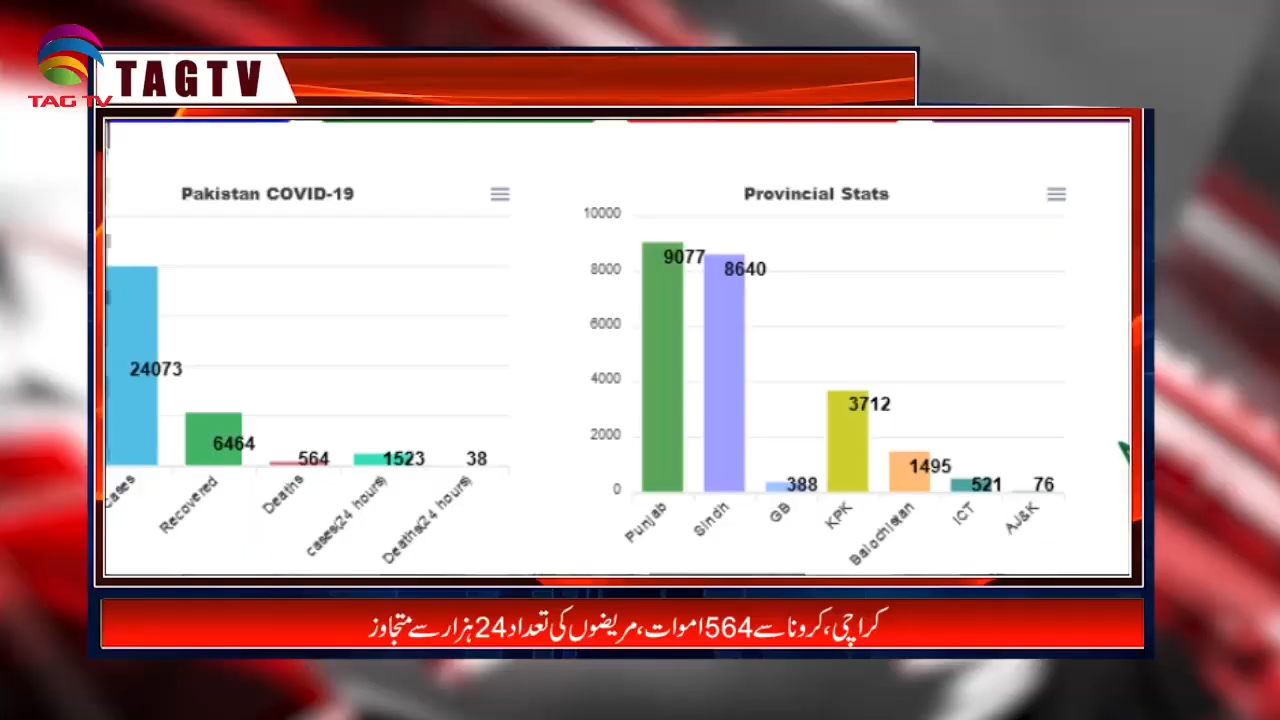 TAG TV
TAGTV
Pakistan COVID-19
24073
6464
564
1523
38
cases
Recovered
Deaths
cases(24 hours)
Deaths(24 hours)
Provincial Stats
10000
8000
6000
4000
2000
0
9077
8640
388
3712
1495
521
76
Punjab
Sindh
GB
KPK
Balochistan
ICT
AJ&K
کراچی، کرونا سے 564 اموات، مریضوں کی تعداد 24 ہزار سے متجاوز